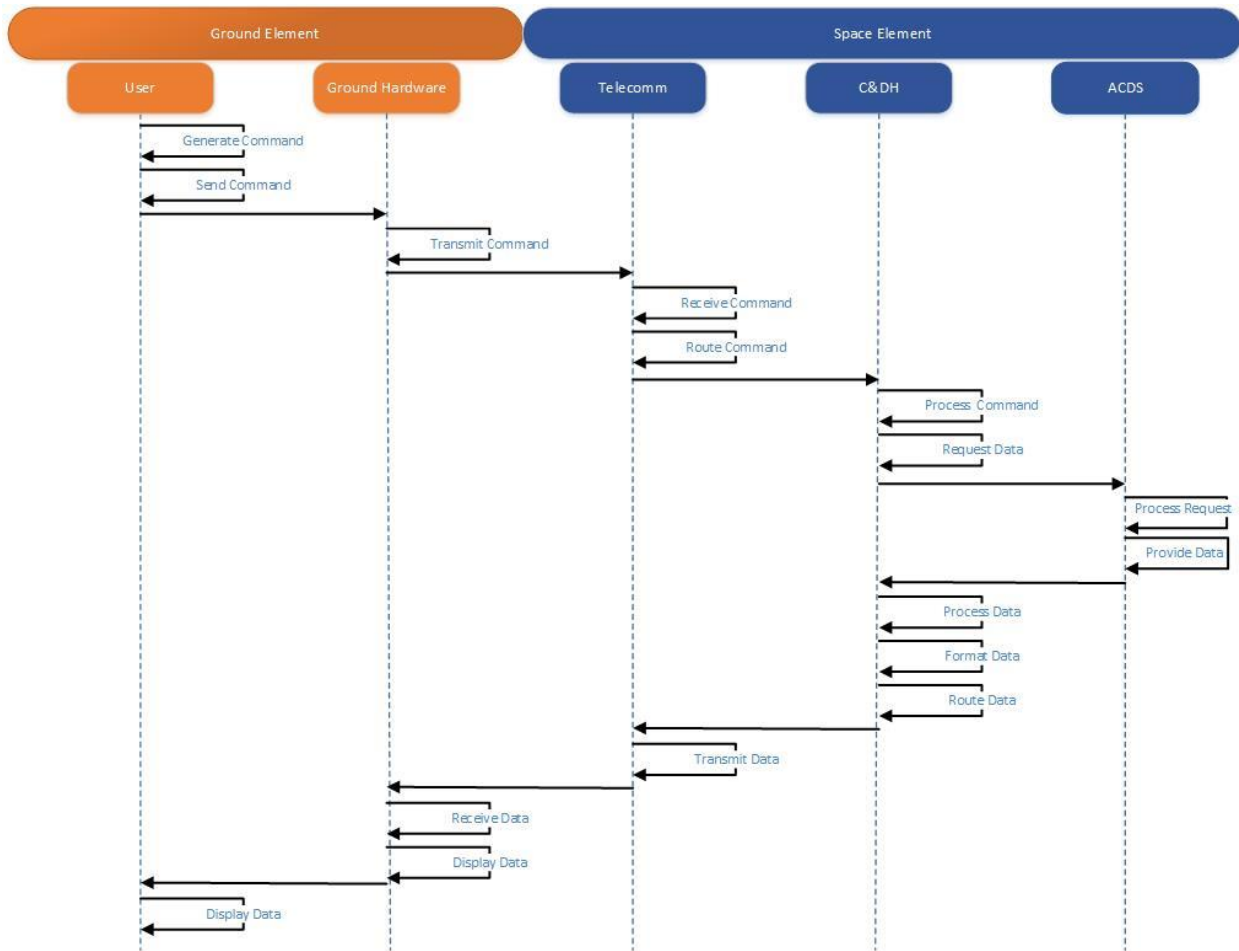 Ground Element
Space Element
User
Ground Hardware
Telecomm
C&DH
ACDS
Generate Command
Send Command
Transmit Command
Receive Command
Route Command
Process Command
Request Data
Process Request
Provide Data
Process Data
Format Data
Route Data
Transmit Data
Receive Data
Display Data
Display Data